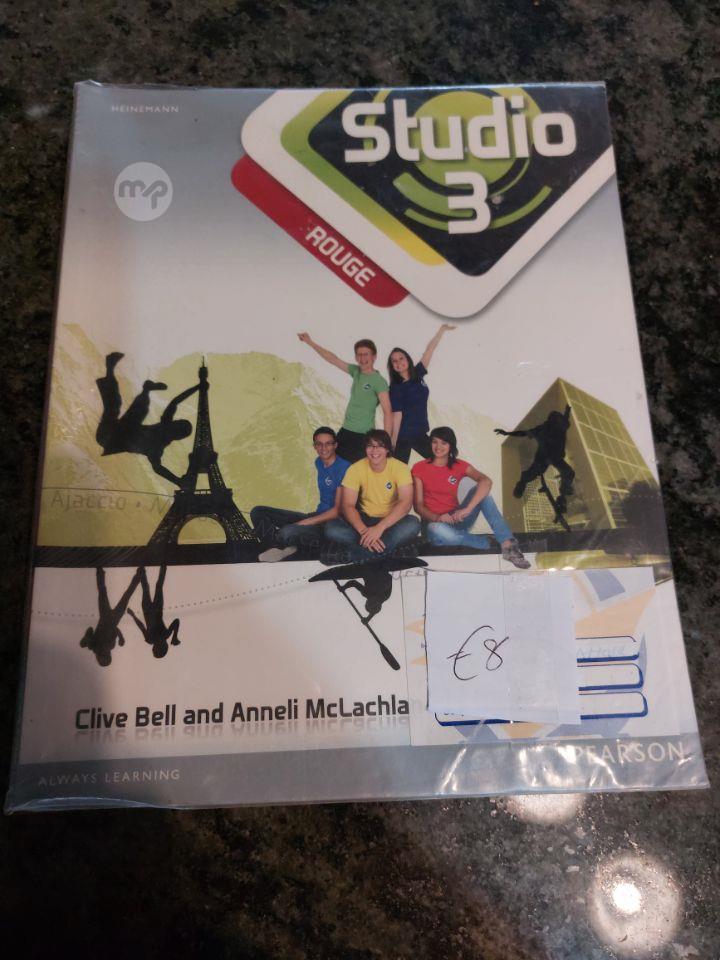 HEINEMANN
mp
Studio
3
ROUGE
Ajaccio
Clive Bell and Anneli McLachla
€8
PEARSON
ALWAYS LEARNING